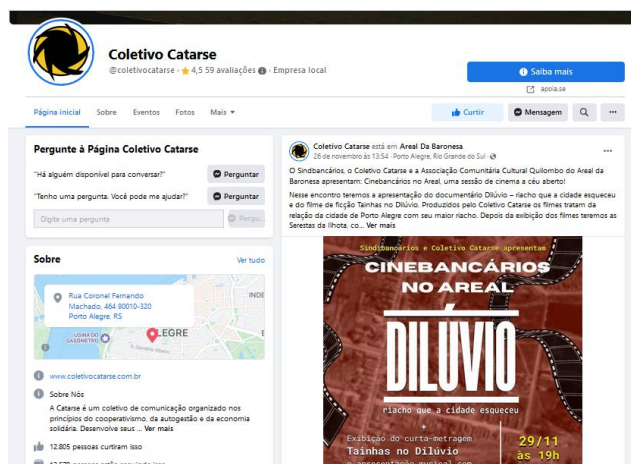 Coletivo Catarse
@coletivocatarse · 4,5 59 avaliações · Empresa local
Saiba mais
apoia.se
Página inicial Sobre Eventos Fotos Mais
Curtir Mensagem
Pergunte à Página Coletivo Catarse
"Há alguém disponível para conversar?" Perguntar
"Tenho uma pergunta. Você pode me ajudar?" Perguntar
Digite uma pergunta Pergu...
Sobre Ver tudo
Rua Coronel Fernando
Machado, 464 90010-320
Porto Alegre, RS
INDE
USINA DO
GASÔMETRO
LEGRE
www.coletivocatarse.com.br
Sobre Nós
A Catarse é um coletivo de comunicação organizado nos
princípios do cooperativismo, da autogestão e da economia
solidária. Desenvolve seus ... Ver mais
12.805 pessoas curtiram isso
Coletivo Catarse está em Areal Da Baronesa.
26 de novembro às 13:54 · Porto Alegre, Rio Grande do Sul ·
O Sindbancários, o Coletivo Catarse e a Associação Comunitária Cultural Quilombo do Areal da
Baronesa apresentam: Cinebancários no Areal, uma sessão de cinema a céu aberto!
Nesse encontro teremos a apresentação do documentário Dilúvio – riacho que a cidade esqueceu
e do filme de ficção Tainhas no Dilúvio. Produzidos pelo Coletivo Catarse os filmes tratam da
relação da cidade de Porto Alegre com seu maior riacho. Depois da exibição dos filmes teremos as
Serestas da Ilhota, co... Ver mais
Sindbancários e Coletivo Catarse apresentam
CINEBANCÁRIOS
NO AREAL
DILÚVIO
riacho que a cidade esqueceu
+
Exibição do curta-metragem
Tainhas no Dilúvio
e apresentação musical com
29/11
às 19h